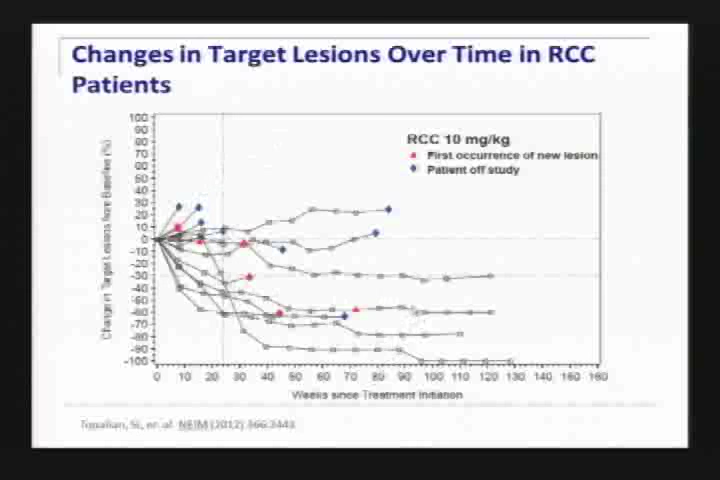 Changes in Target Lesions Over Time in RCC
Patients
Change in Target Lesions from Baseline (%)
100
90
80
70
60
50
40
30
20
10
0
-10
-20
-30
-40
-50
-60
-70
-80
-90
-100
RCC 10 mg/kg
First occurrence of new lesion
Patient off study
0 10 20 30 40 50 60 70 80 90 100 110 120 130 140 150 160
Weeks since Treatment Initiation
et. al. NEJM (2012) 366:2443